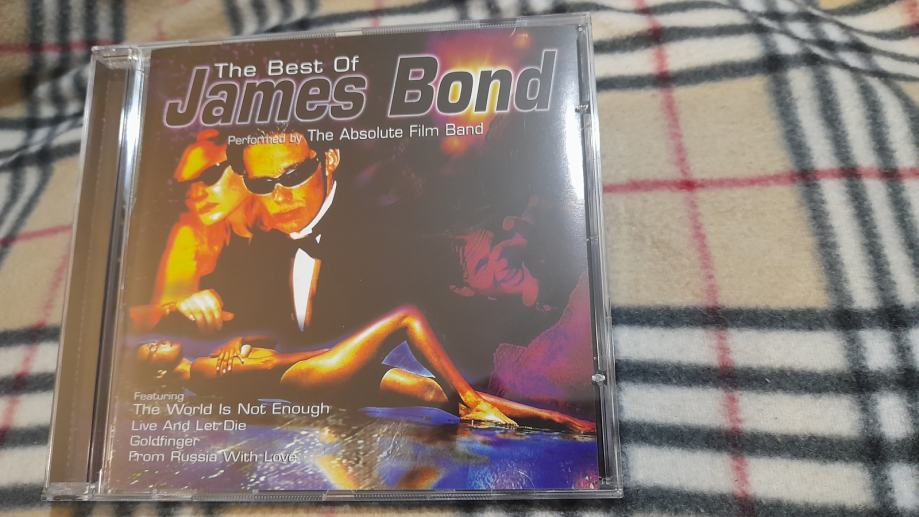 The Best Of
James Bond
Performed by The Absolute Film Band
Featuring
The World Is Not Enough
Live And Let Die
Goldfinger
From Russia With Love